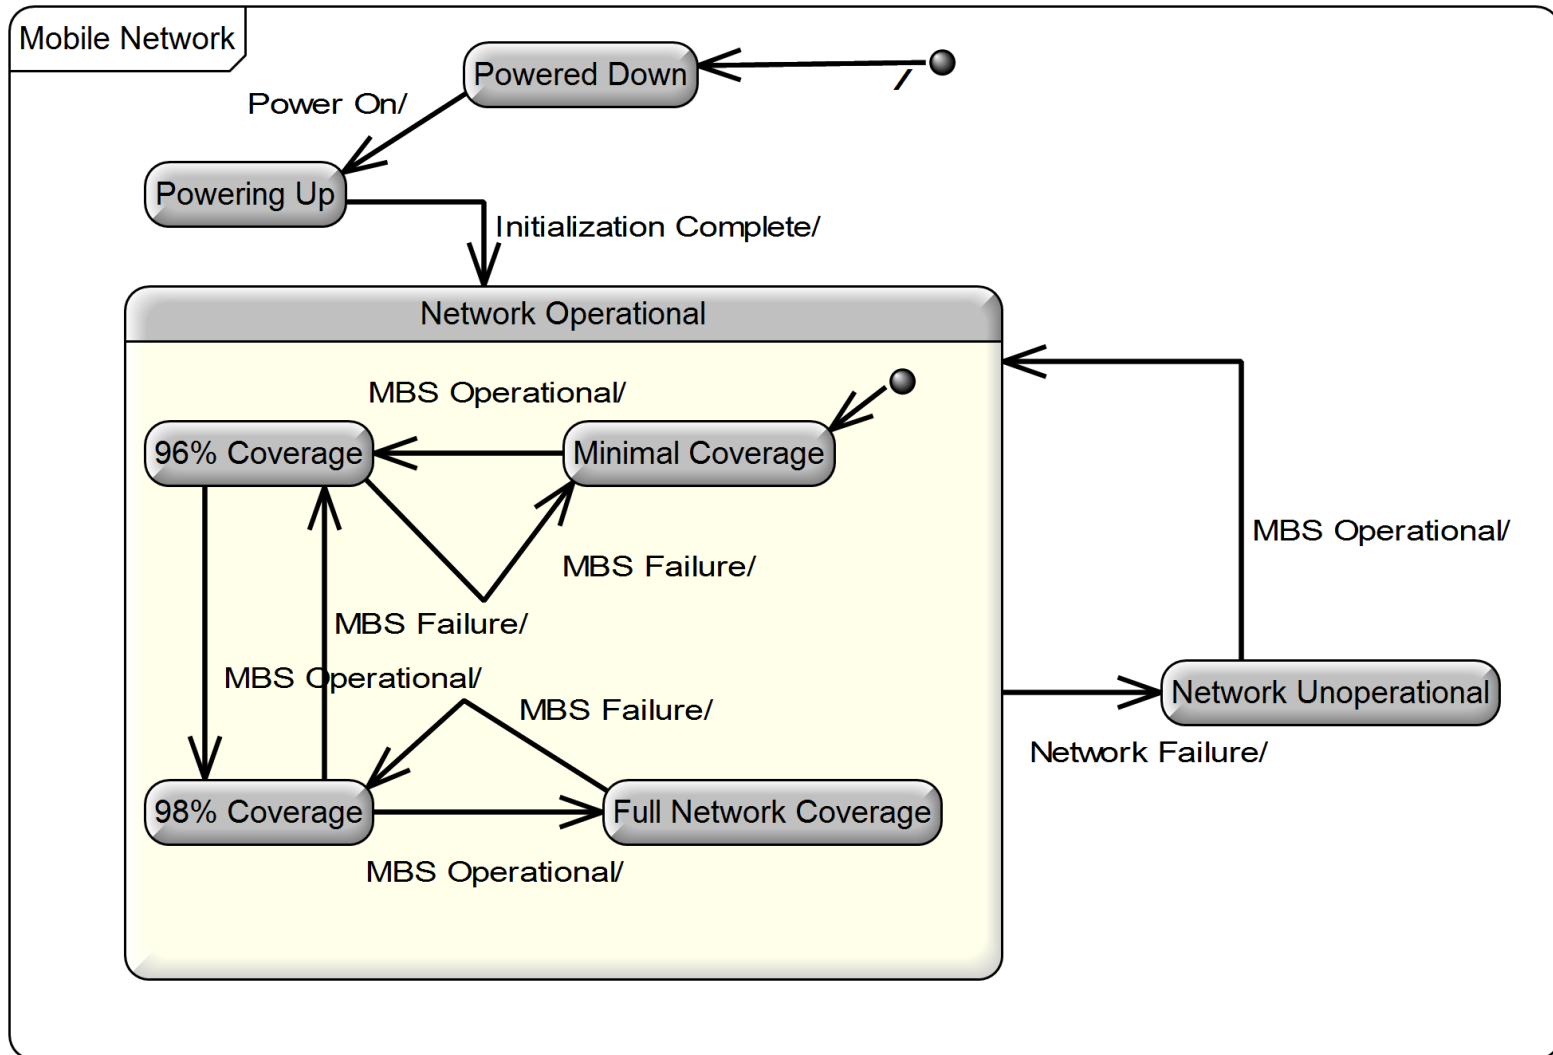 Mobile Network
Powered Down
/
Power On/
Powering Up
Initialization Complete/
Network Operational
MBS Operational/
96% Coverage
Minimal Coverage
MBS Operational/
MBS Failure/
MBS Failure/
MBS Operational/
MBS Failure/
Network Unoperational
Network Failure/
98% Coverage
Full Network Coverage
MBS Operational/